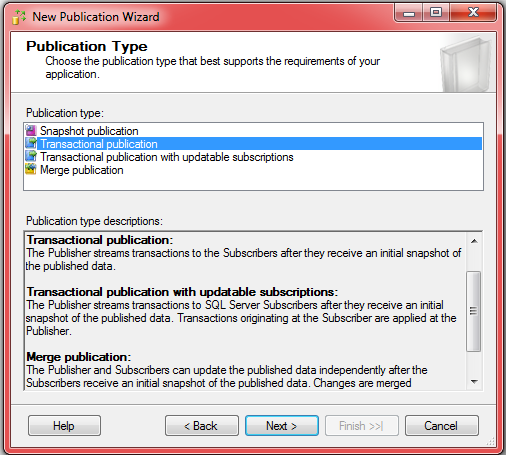 New Publication Wizard
Publication Type
Choose the publication type that best supports the requirements of your
application.
Publication type:
Snapshot publication
Transactional publication
Transactional publication with updatable subscriptions
Merge publication
Publication type descriptions:
Transactional publication:
The Publisher streams transactions to the Subscribers after they receive an initial snapshot of
the published data.
Transactional publication with updatable subscriptions:
The Publisher streams transactions to SQL Server Subscribers after they receive an initial
snapshot of the published data. Transactions originating at the Subscriber are applied at the
Publisher.
Merge publication:
The Publisher and Subscribers can update the published data independently after the
Subscribers receive an initial snapshot of the published data. Changes are merged
Help
< Back
Next >
Finish >>|
Cancel